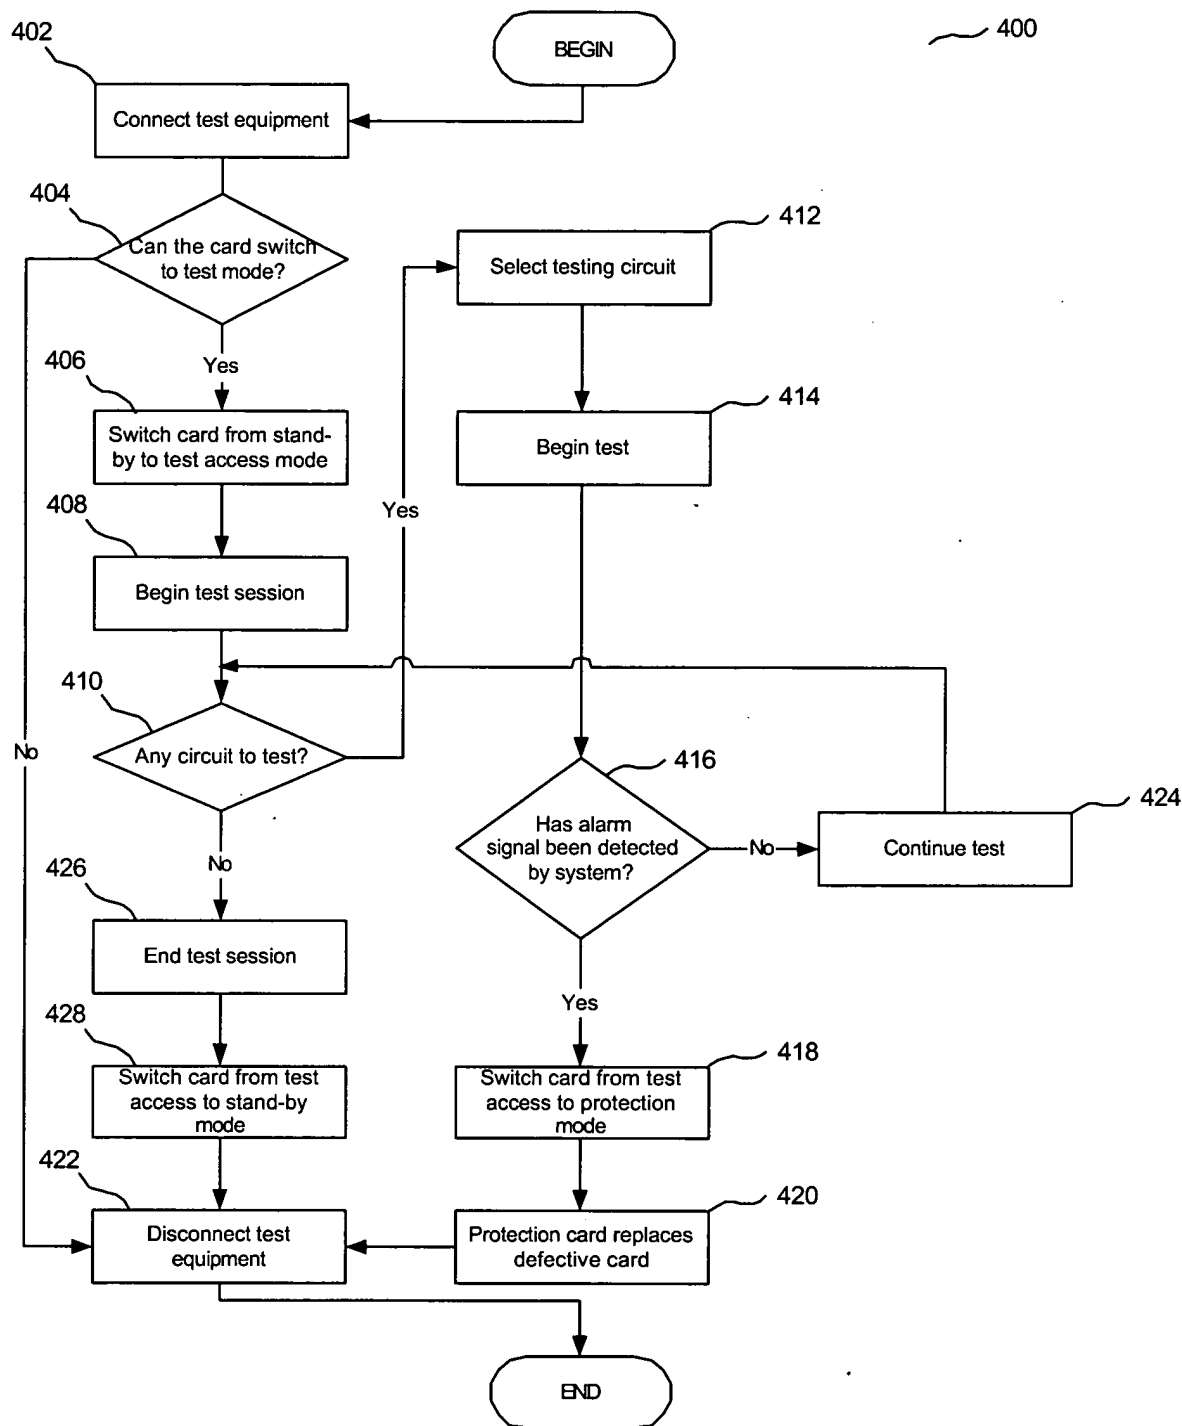 402
BEGIN
400
Connect test equipment
404
Can the card switch
to test mode?
412
Select testing circuit
Yes
406
Switch card from stand-
by to test access mode
414
Begin test
Yes
408
Begin test session
410
Any circuit to test?
No
416
Has alarm
signal been detected
by system?
No
424
Continue test
No
426
End test session
Yes
428
Switch card from test
access to stand-by
mode
418
Switch card from test
access to protection
mode
422
Disconnect test
equipment
420
Protection card replaces
defective card
END